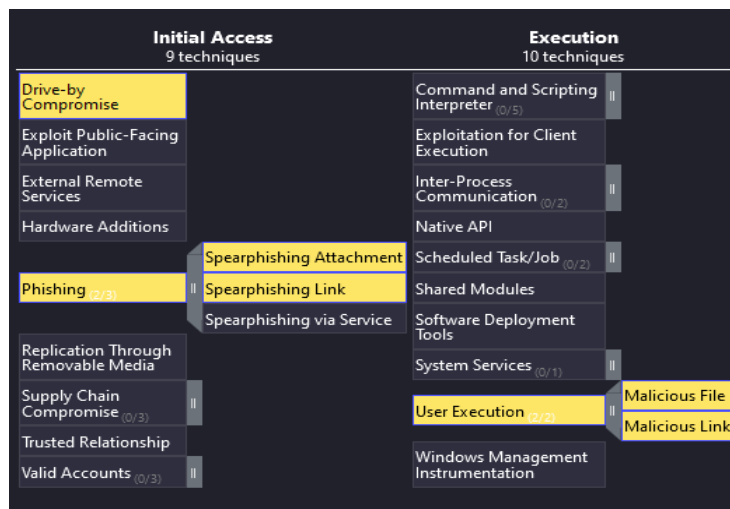 Initial Access
9 techniques
Drive-by
Compromise
Exploit Public-Facing
Application
External Remote
Services
Hardware Additions
Phishing (2/3)
Spearphishing Attachment
Spearphishing Link
Spearphishing via Service
Replication Through
Removable Media
Supply Chain
Compromise (0/3)
Trusted Relationship
Valid Accounts (0/3)
Execution
10 techniques
Command and Scripting
Interpreter (0/5)
Exploitation for Client
Execution
Inter-Process
Communication (0/2)
Native API
Scheduled Task/Job (0/2)
Shared Modules
Software Deployment
Tools
System Services (0/1)
User Execution (2/2)
Malicious File
Malicious Link
Windows Management
Instrumentation